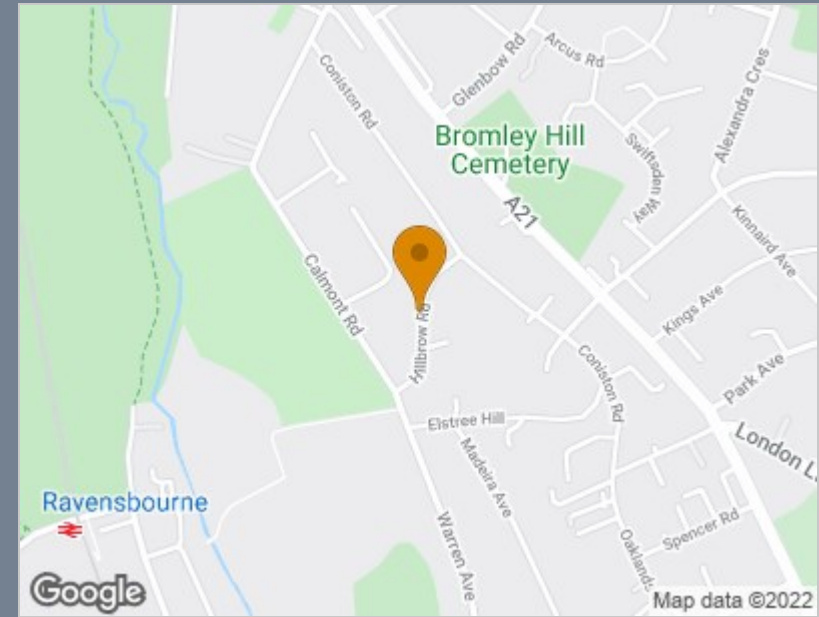 Arcus Rd
Glenbow Rd
Coniston Rd
Alexandra Cres
Bromley Hill
Cemetery
Swiftsden Way
A21
Kinnaird Ave
Calmont Rd
Kings Ave
Hillbrow Rd
Coniston Rd
Park Ave
Elstree Hill
London L
Madeira Ave
Ravensbourne
Spencer Rd
Warren Ave
Oaklands
Google
Map data ©2022